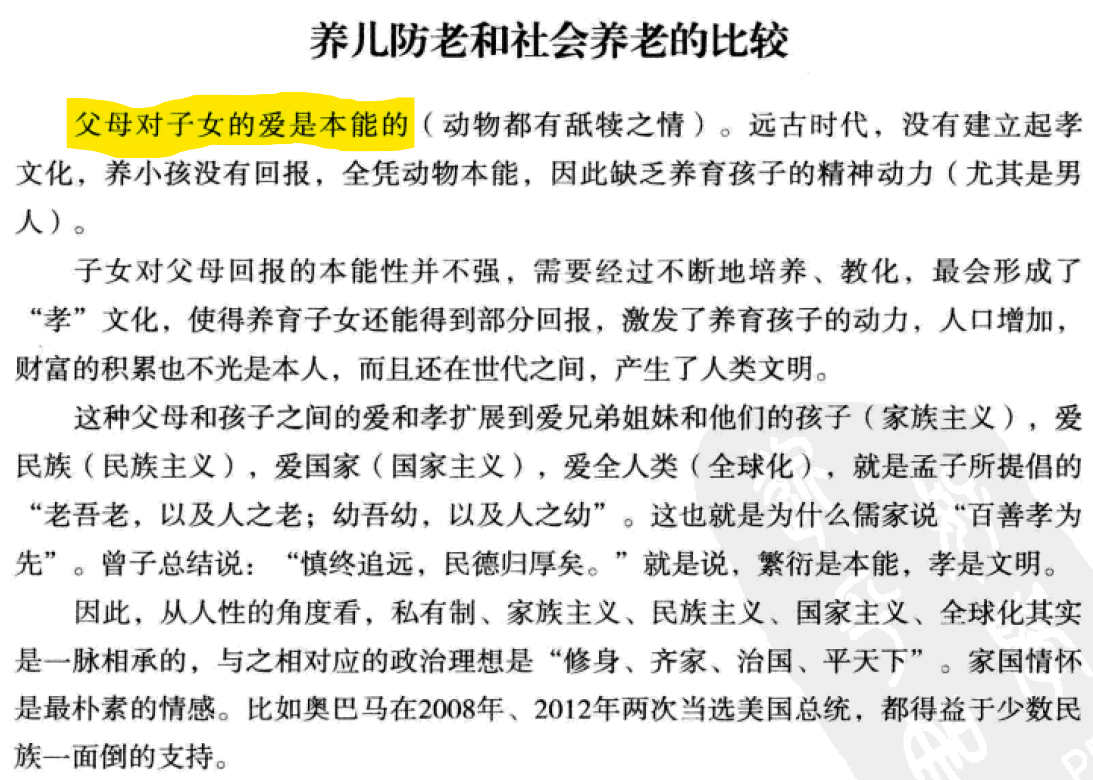 养儿防老和社会养老的比较
父母对子女的爱是本能的（动物都有舐犊之情）。远古时代，没有建立起孝
文化，养小孩没有回报，全凭动物本能，因此缺乏养育孩子的精神动力（尤其是男
人）。
子女对父母回报的本能性并不强，需要经过不断地培养、教化，最会形成了
“孝”文化，使得养育子女还能得到部分回报，激发了养育孩子的动力，人口增加，
财富的积累也不光是本人，而且还在世代之间，产生了人类文明。
这种父母和孩子之间的爱和孝扩展到爱兄弟姐妹和他们的孩子（家族主义），爱
民族（民族主义），爱国家（国家主义），爱全人类（全球化），就是孟子所提倡的
“老吾老，以及人之老；幼吾幼，以及人之幼”。这也就是为什么儒家说“百善孝为
先”。曾子总结说：“慎终追远，民德归厚矣。”就是说，繁衍是本能，孝是文明。
因此，从人性的角度看，私有制、家族主义、民族主义、国家主义、全球化其实
是一脉相承的，与之相对应的政治理想是“修身、齐家、治国、平天下”。家国情怀
是最朴素的情感。比如奥巴马在2008年、2012年两次当选美国总统，都得益于少数民
族一面倒的支持。